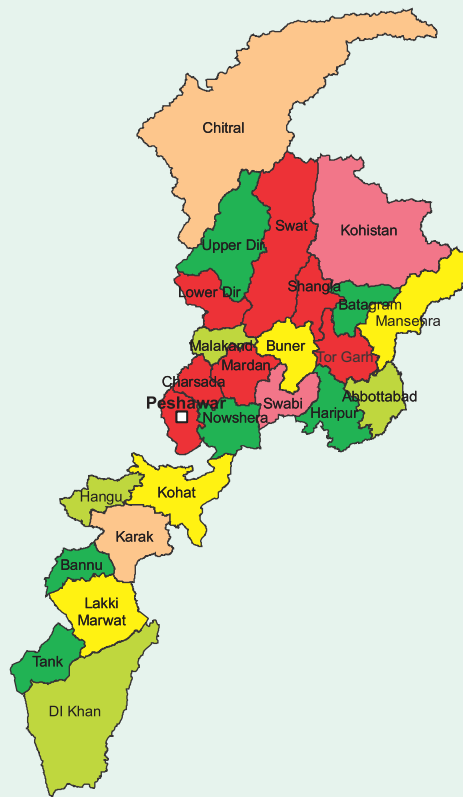 Chitral
Swat
Kohistan
Upper Dir
Shangla
Lower Dir
Batagram
Mansehra
Malakand
Buner
Tor Garh
Mardan
Charsada
Abbottabad
Peshawar
Swabi
Haripur
Nowshera
Kohat
Hangu
Karak
Bannu
Lakki
Marwat
Tank
DI Khan